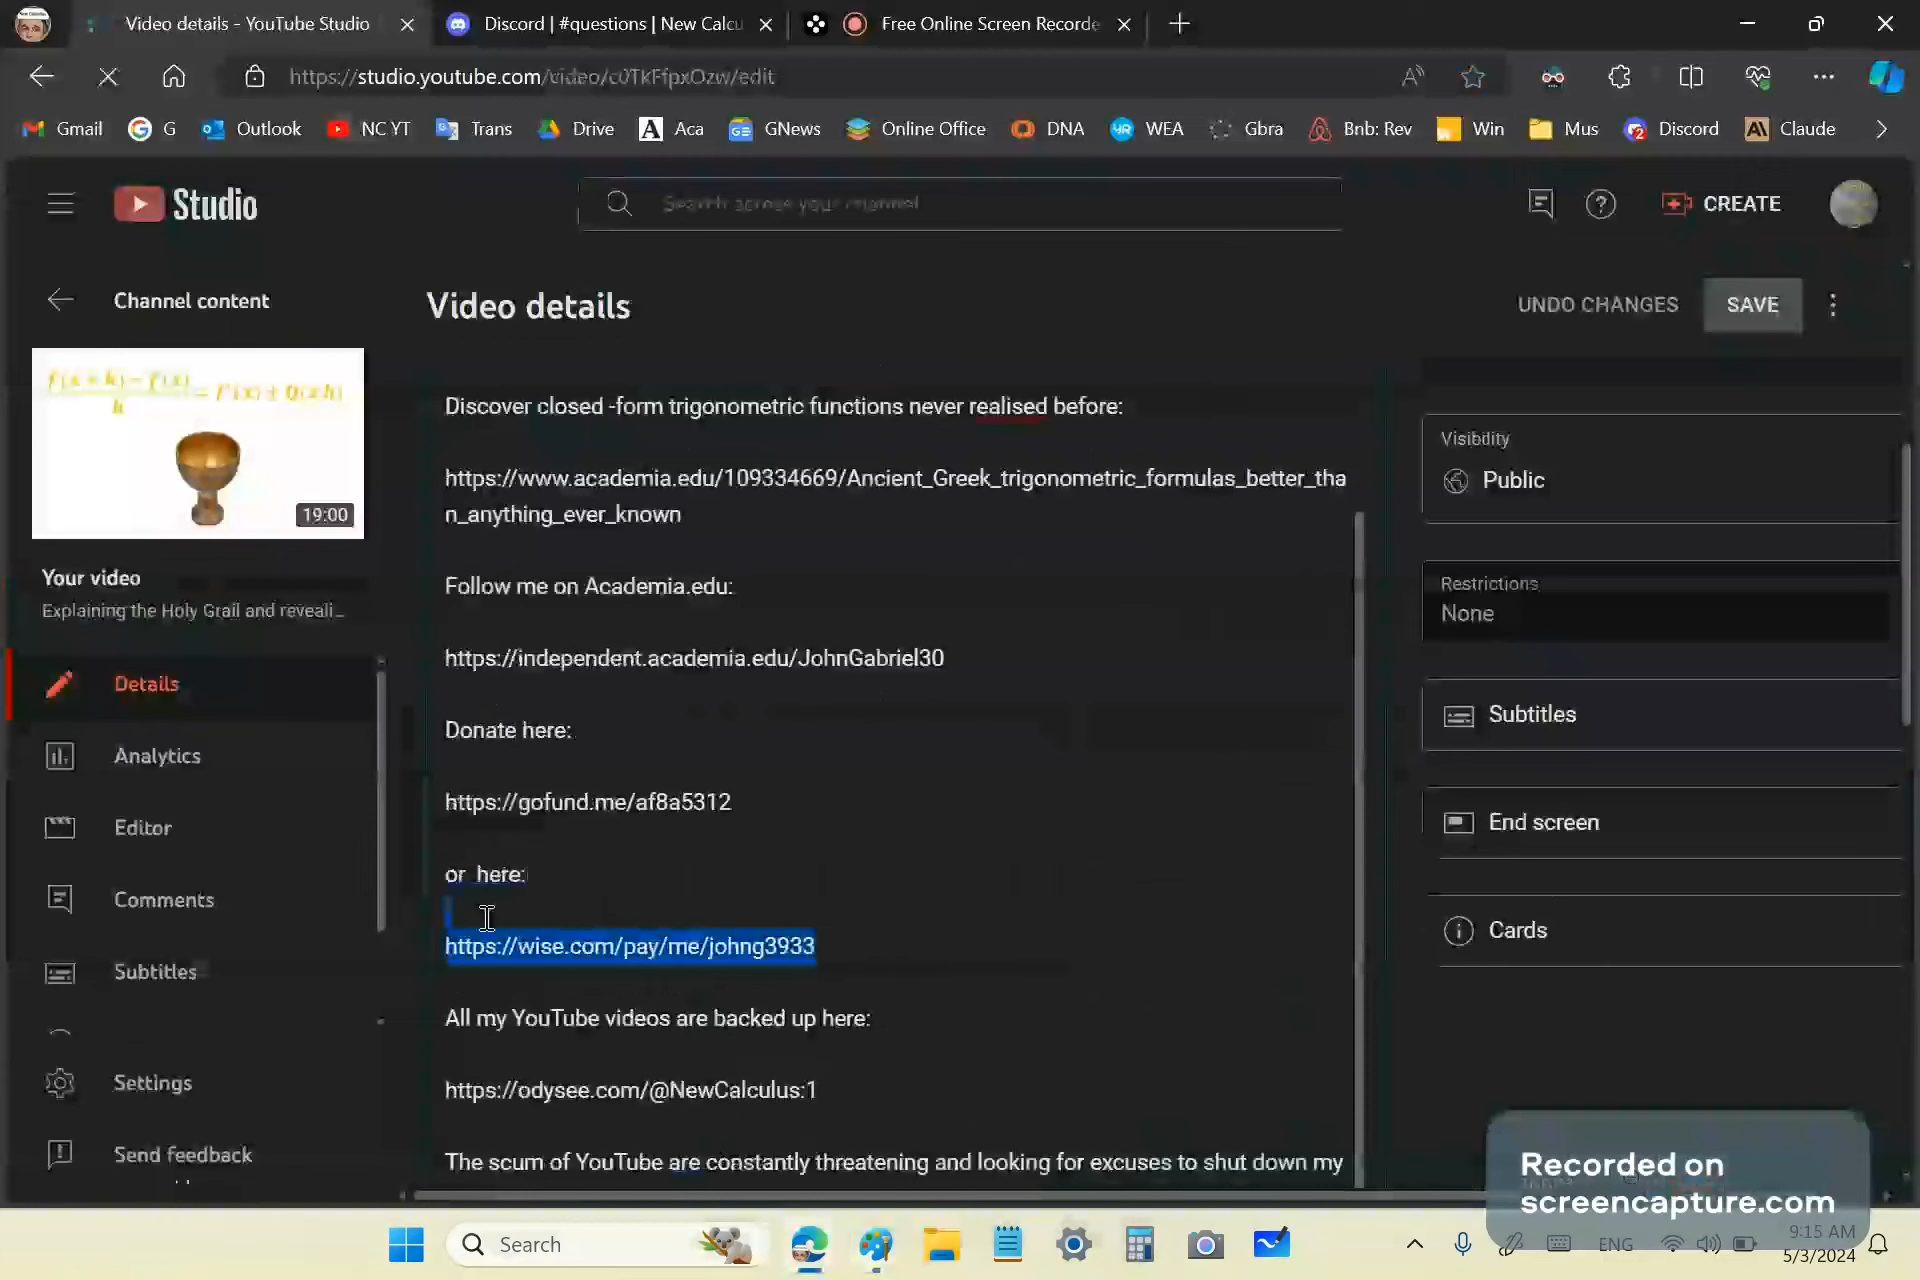 Video details - YouTube Studio
Discord | #questions | New Calcu
Free Online Screen Recorde
https://studio.youtube.com/video/c0TkFfpxOzw/edit
Gmail
G
Outlook
NC YT
Trans
Drive
Aca
GNews
Online Office
DNA
WEA
Gbra
Bnb: Rev
Win
Mus
Discord
Claude
Studio
Search across your channel
CREATE
Channel content
Video details
UNDO CHANGES
SAVE
19:00
Your video
Explaining the Holy Grail and reveali...
Details
Analytics
Editor
Comments
Subtitles
Settings
Send feedback
Discover closed -form trigonometric functions never realised before:
https://www.academia.edu/109334669/Ancient_Greek_trigonometric_formulas_better_tha
n_anything_ever_known
Follow me on Academia.edu:
https://independent.academia.edu/JohnGabriel30
Donate here:
https://gofund.me/af8a5312
or here:
https://wise.com/pay/me/johng3933
All my YouTube videos are backed up here:
https://odysee.com/@NewCalculus:1
The scum of YouTube are constantly threatening and looking for excuses to shut down my
Visibility
Public
Restrictions
None
Subtitles
End screen
Cards
Recorded on
screencapture.com
Search
ENG
9:15 AM
5/3/2024